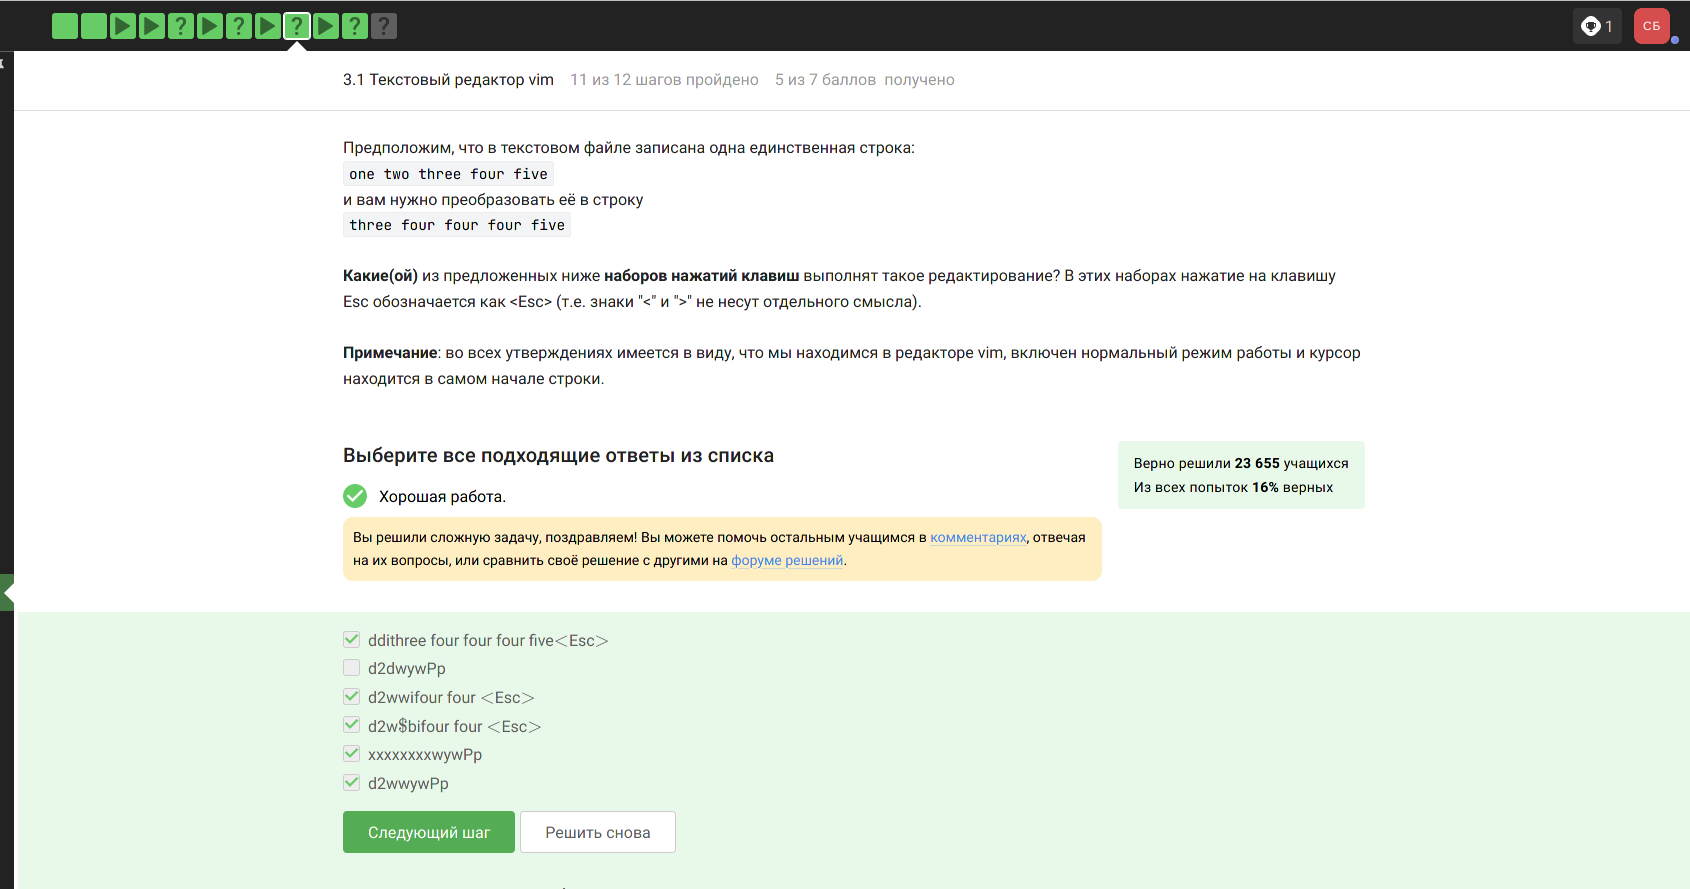 1
СБ
3.1 Текстовый редактор vim 11 из 12 шагов пройдено 5 из 7 баллов получено
Предположим, что в текстовом файле записана одна единственная строка:
one two three four five
и вам нужно преобразовать её в строку
three four four four five
Какие(ой) из предложенных ниже наборов нажатий клавиш выполнят такое редактирование? В этих наборах нажатие на клавишу
Esc обозначается как <Esc> (т.е. знаки "<" и ">" не несут отдельного смысла).
Примечание: во всех утверждениях имеется в виду, что мы находимся в редакторе vim, включен нормальный режим работы и курсор
находится в самом начале строки.
Выберите все подходящие ответы из списка
Верно решили 23 655 учащихся
Из всех попыток 16% верных
Хорошая работа.
Вы решили сложную задачу, поздравляем! Вы можете помочь остальным учащимся в комментариях, отвечая
на их вопросы, или сравнить своё решение с другими на форуме решений.
ddithree four four four five<Esc>
d2dwywPp
d2wwifour four <Esc>
d2w$bifour four <Esc>
xxxxxxxxwywPp
d2wwywPp
Следующий шаг
Решить снова